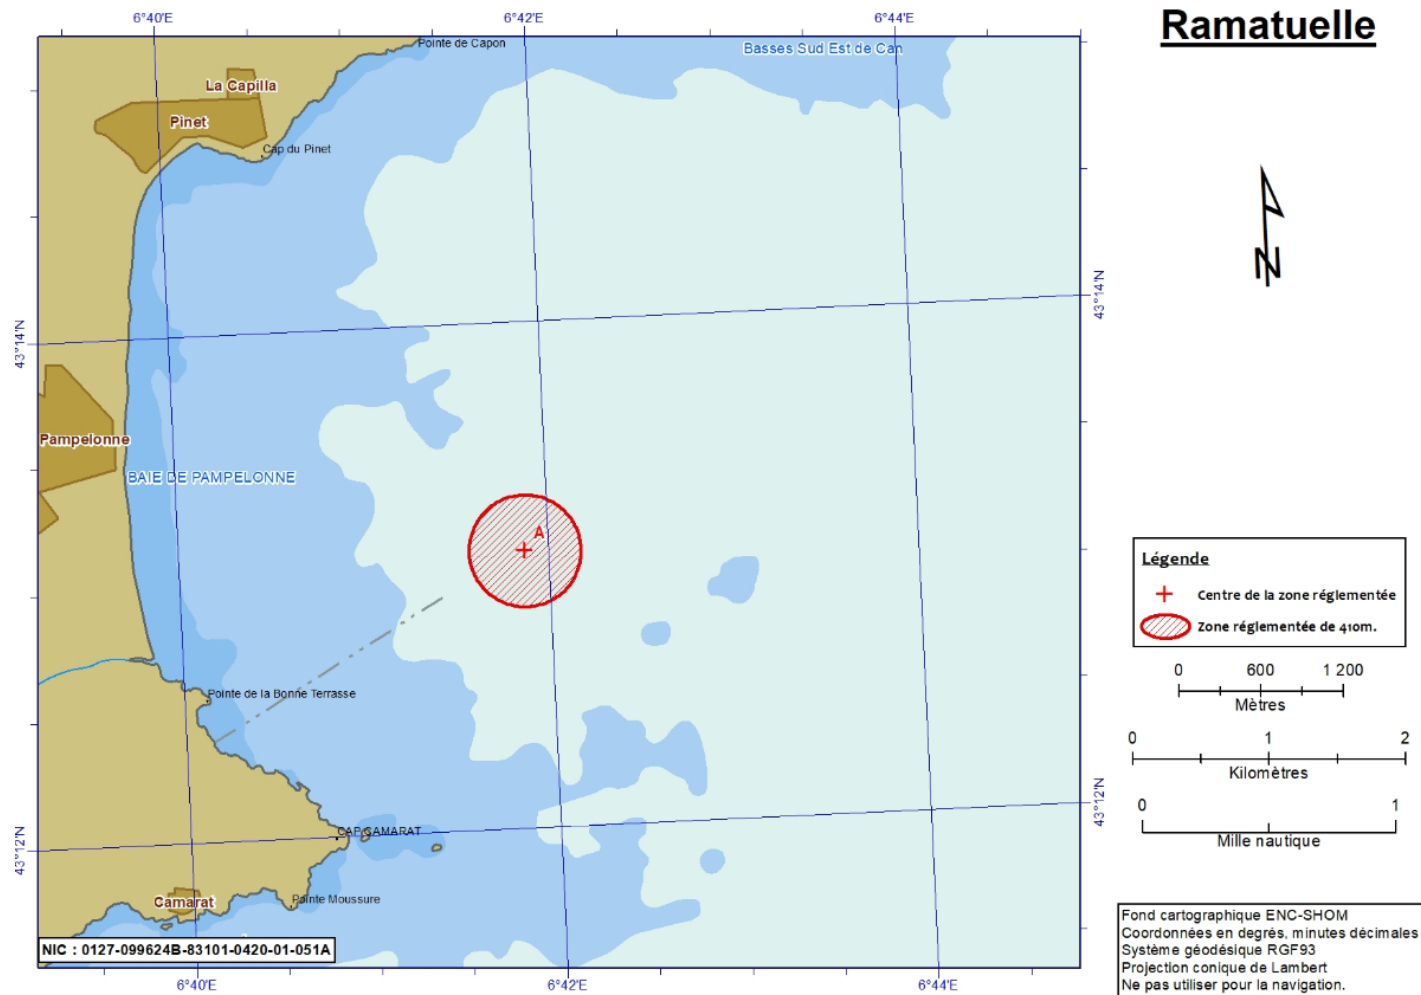 Ramatuelle
6°40'E
6°42'E
6°44'E
Pointe de Capon
Basses Sud Est de Can
La Capilla
Pinet
Cap du Pinet
N
43°14'N
43°14'N
Pampelonne
BAIE DE PAMPELONNE
A
Légende
Centre de la zone réglementée
Zone réglementée de 410m.
0 600 1 200
Mètres
0 1 2
Kilomètres
0 1
Mille nautique
Pointe de la Bonne Terrasse
43°12'N
43°12'N
CAP CAMARAT
Camarat
Pointe Moussure
NIC : 0127-099624B-83101-0420-01-051A
6°40'E
6°42'E
6°44'E
Fond cartographique ENC-SHOM
Coordonnées en degrés, minutes décimales
Système géodésique RGF93
Projection conique de Lambert
Ne pas utiliser pour la navigation.